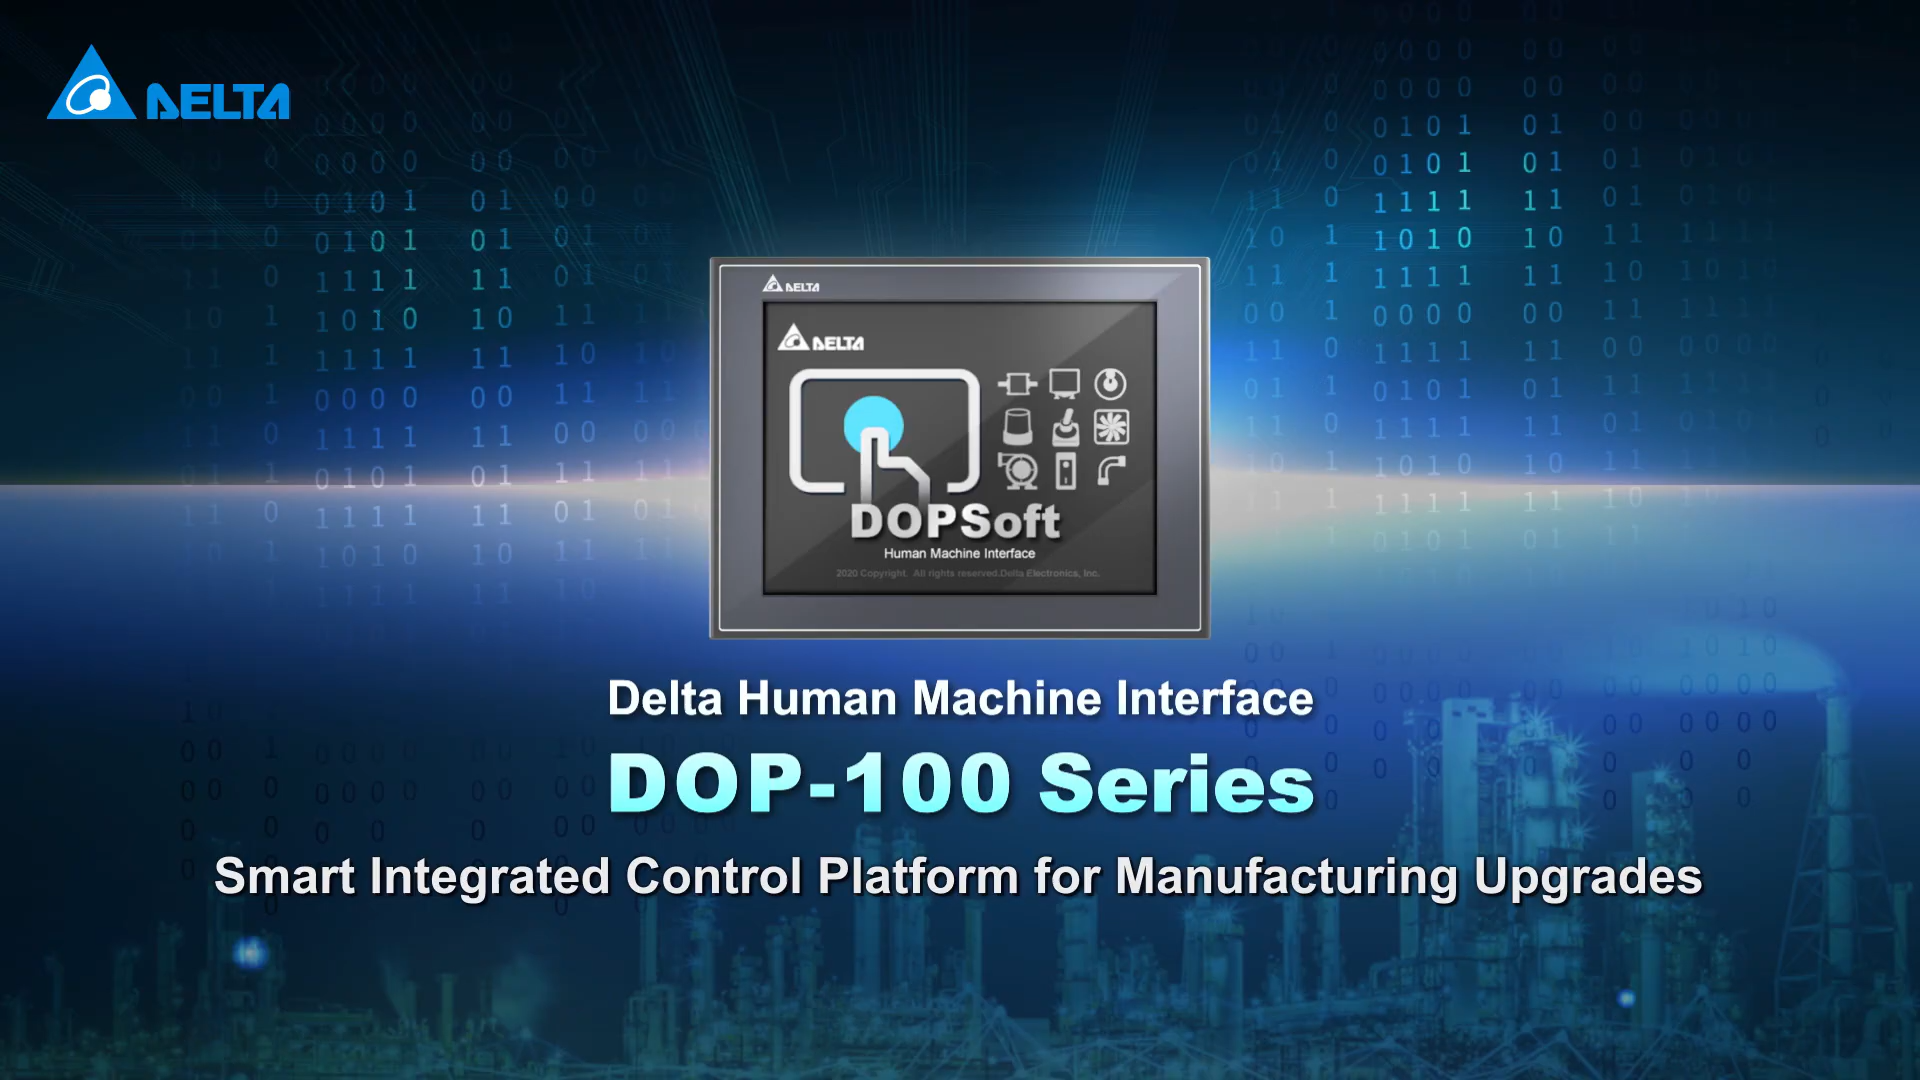 DELTA
DELTA
DELTA
DOPSoft
Human Machine Interface
2020 Copyright. All rights reserved.Delta Electronics, Inc.
Delta Human Machine Interface
DOP-100 Series
Smart Integrated Control Platform for Manufacturing Upgrades